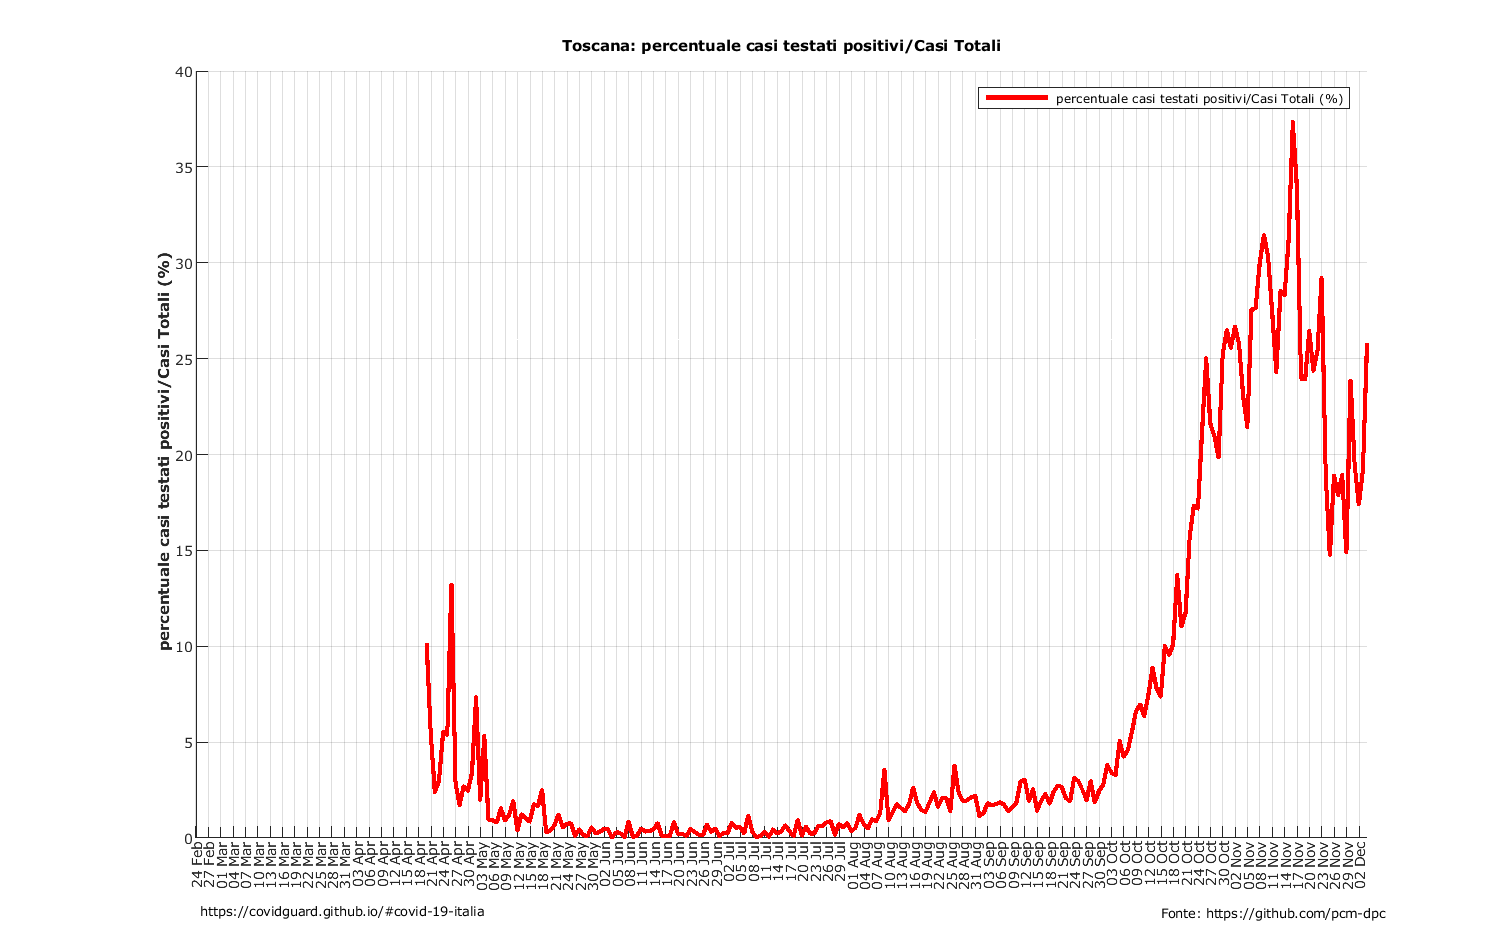 Toscana: percentuale casi testati positivi/Casi Totali
percentuale casi testati positivi/Casi Totali (%)
percentuale casi testati positivi/Casi Totali (%)
40
35
30
25
20
15
10
5
0
24 Feb
27 Feb
01 Mar
04 Mar
07 Mar
10 Mar
13 Mar
16 Mar
19 Mar
22 Mar
25 Mar
28 Mar
31 Mar
03 Apr
06 Apr
09 Apr
12 Apr
15 Apr
18 Apr
21 Apr
24 Apr
27 Apr
30 Apr
03 May
06 May
09 May
12 May
15 May
18 May
21 May
24 May
27 May
30 May
02 Jun
05 Jun
08 Jun
11 Jun
14 Jun
17 Jun
20 Jun
23 Jun
26 Jun
29 Jun
02 Jul
05 Jul
08 Jul
11 Jul
14 Jul
17 Jul
20 Jul
23 Jul
26 Jul
29 Jul
01 Aug
04 Aug
07 Aug
10 Aug
13 Aug
16 Aug
19 Aug
22 Aug
25 Aug
28 Aug
31 Aug
03 Sep
06 Sep
09 Sep
12 Sep
15 Sep
18 Sep
21 Sep
24 Sep
27 Sep
30 Sep
03 Oct
06 Oct
09 Oct
12 Oct
15 Oct
18 Oct
21 Oct
24 Oct
27 Oct
30 Oct
02 Nov
05 Nov
08 Nov
11 Nov
14 Nov
17 Nov
20 Nov
23 Nov
26 Nov
29 Nov
02 Dec
https://covidguard.github.io/#covid-19-italia
Fonte: https://github.com/pcm-dpc